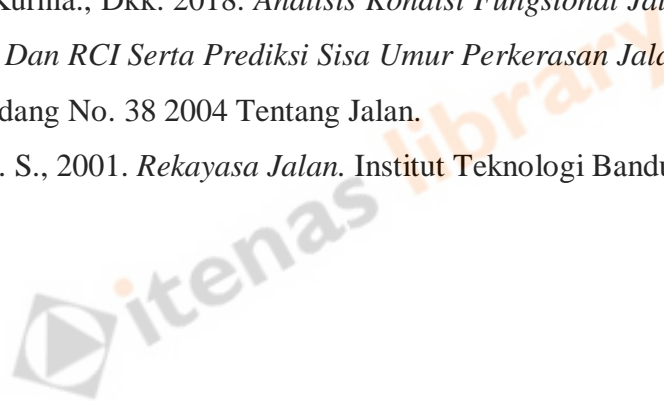 Kurnia., Dkk. 2018. Analisis Kondisi Fungsional Jal
Dan RCI Serta Prediksi Sisa Umur Perkerasan Jala
dang No. 38 2004 Tentang Jalan.
. S., 2001. Rekayasa Jalan. Institut Teknologi Bandu
itenas library